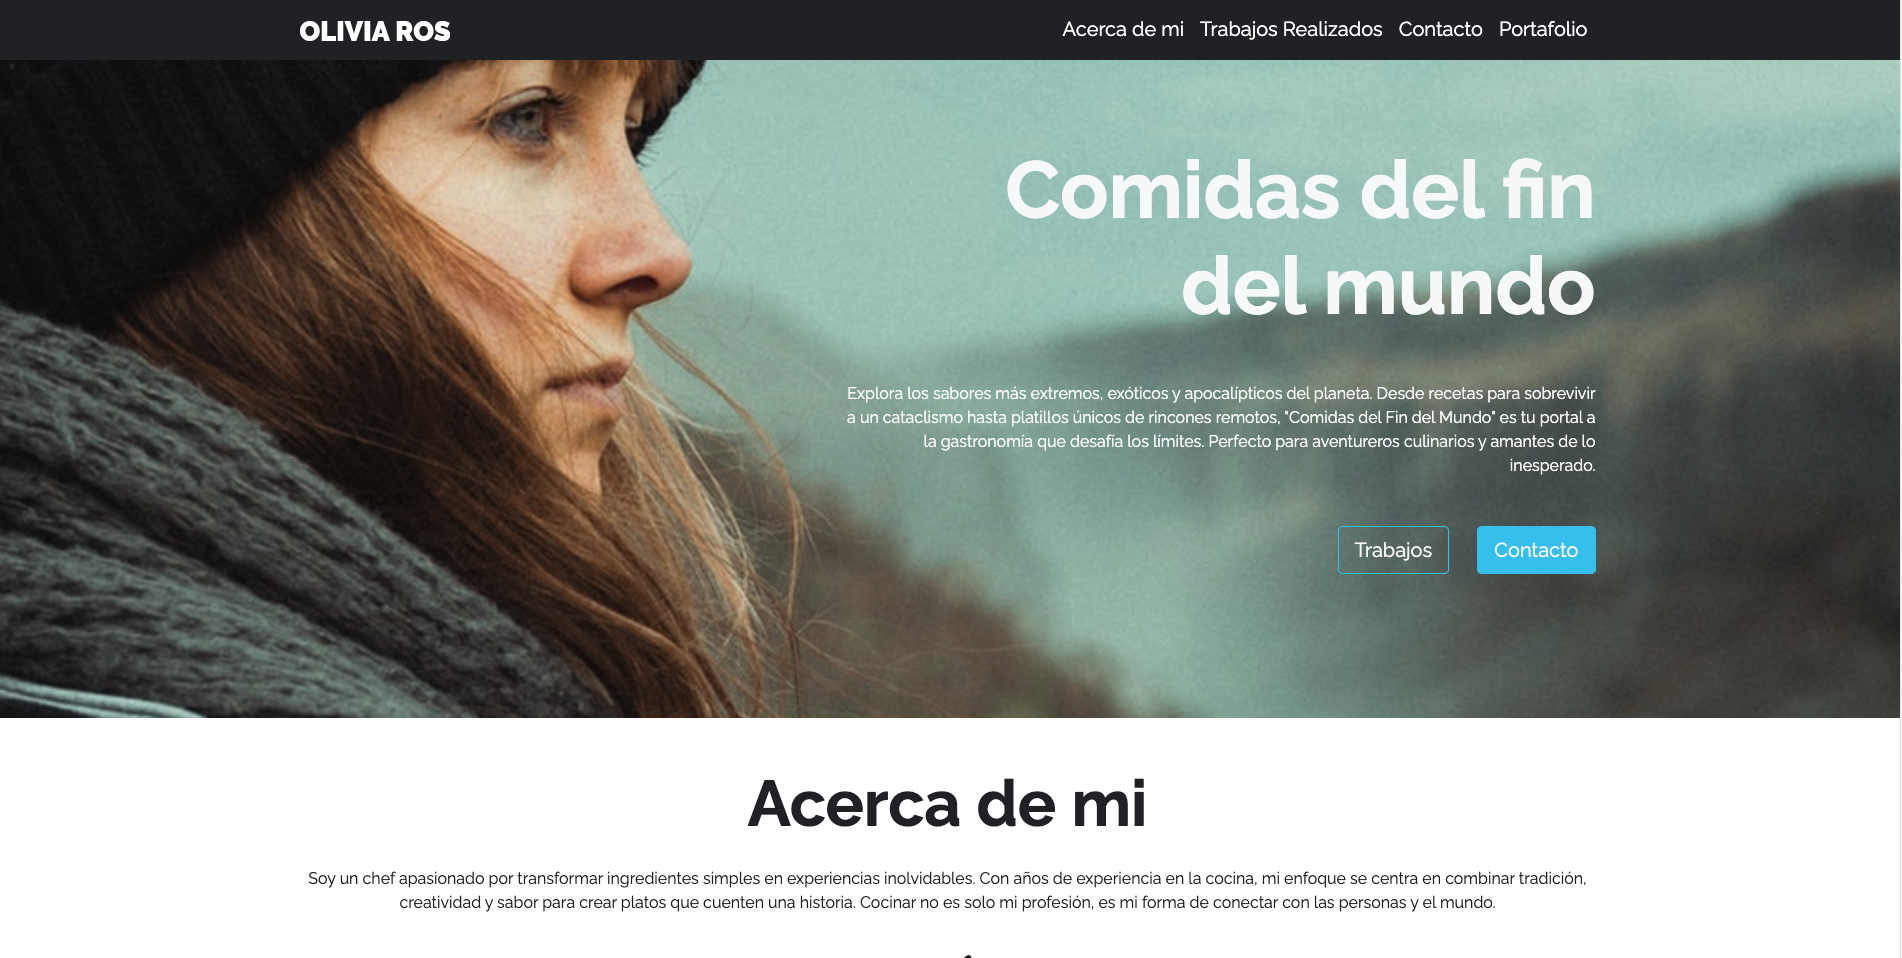 OLIVIA ROS
Acerca de mi Trabajos Realizados Contacto Portafolio
Comidas del fin
del mundo
Explora los sabores más extremos, exóticos y apocalípticos del planeta. Desde recetas para sobrevivir
a un cataclismo hasta platillos únicos de rincones remotos, "Comidas del Fin del Mundo" es tu portal a
la gastronomía que desafía los límites. Perfecto para aventureros culinarios y amantes de lo
inesperado.
Trabajos Contacto
Acerca de mi
Soy un chef apasionado por transformar ingredientes simples en experiencias inolvidables. Con años de experiencia en la cocina, mi enfoque se centra en combinar tradición,
creatividad y sabor para crear platos que cuenten una historia. Cocinar no es solo mi profesión, es mi forma de conectar con las personas y el mundo.